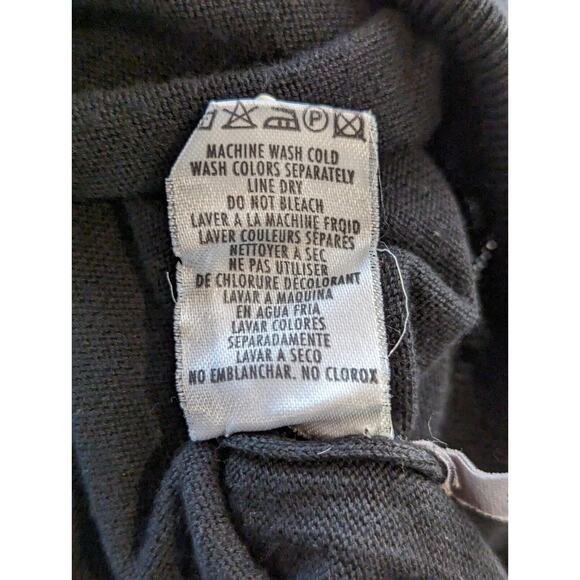 P
MACHINE WASH COLD
WASH COLORS SEPARATELY
LINE DRY
DO NOT BLEACH
LAVER A LA MACHINE FROID
LAVER COULEURS SÉPARÉS
NETTOYER À SEC
NE PAS UTILISER
DE CHLORURE DÉCOLORANT
LAVAR A MAQUINA
EN AGUA FRIA
LAVAR COLORES
SEPARADAMENTE
LAVAR A SECO
NO EMBLANCHAR. NO CLOROX